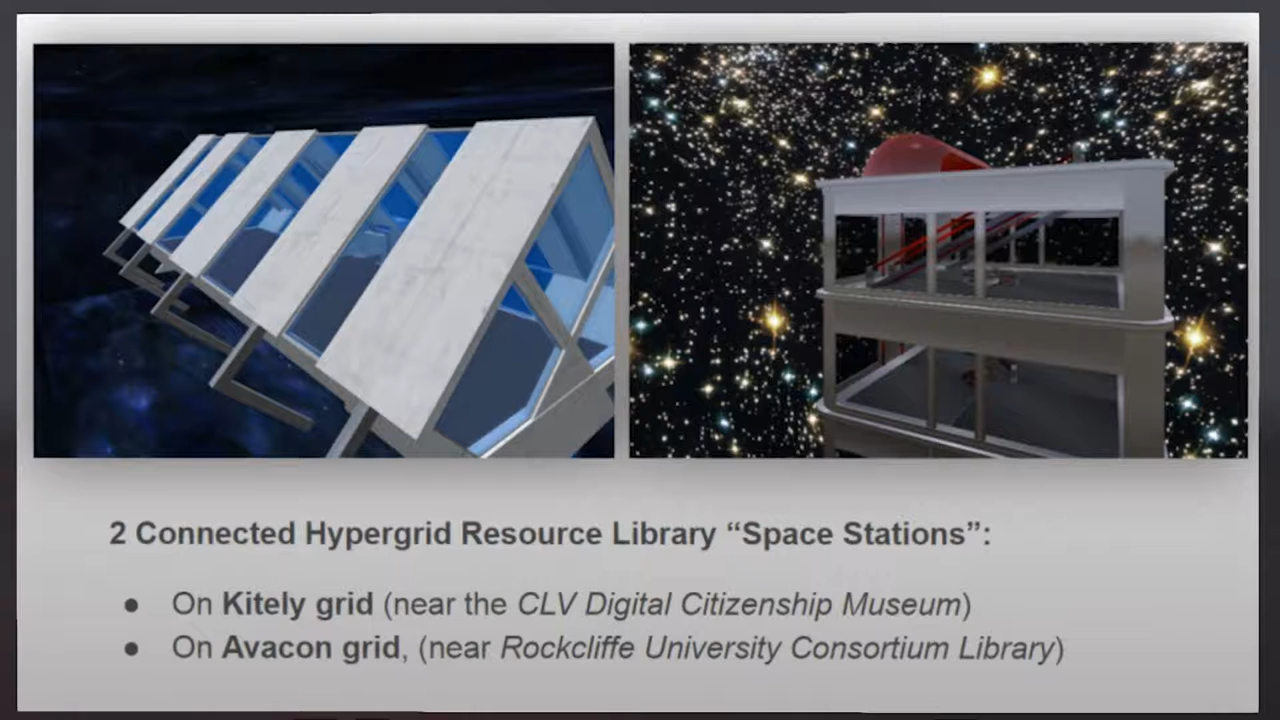 2 Connected Hypergrid Resource Library “Space Stations”:
● On Kitely grid (near the CLV Digital Citizenship Museum)
● On Avacon grid, (near Rockcliffe University Consortium Library)